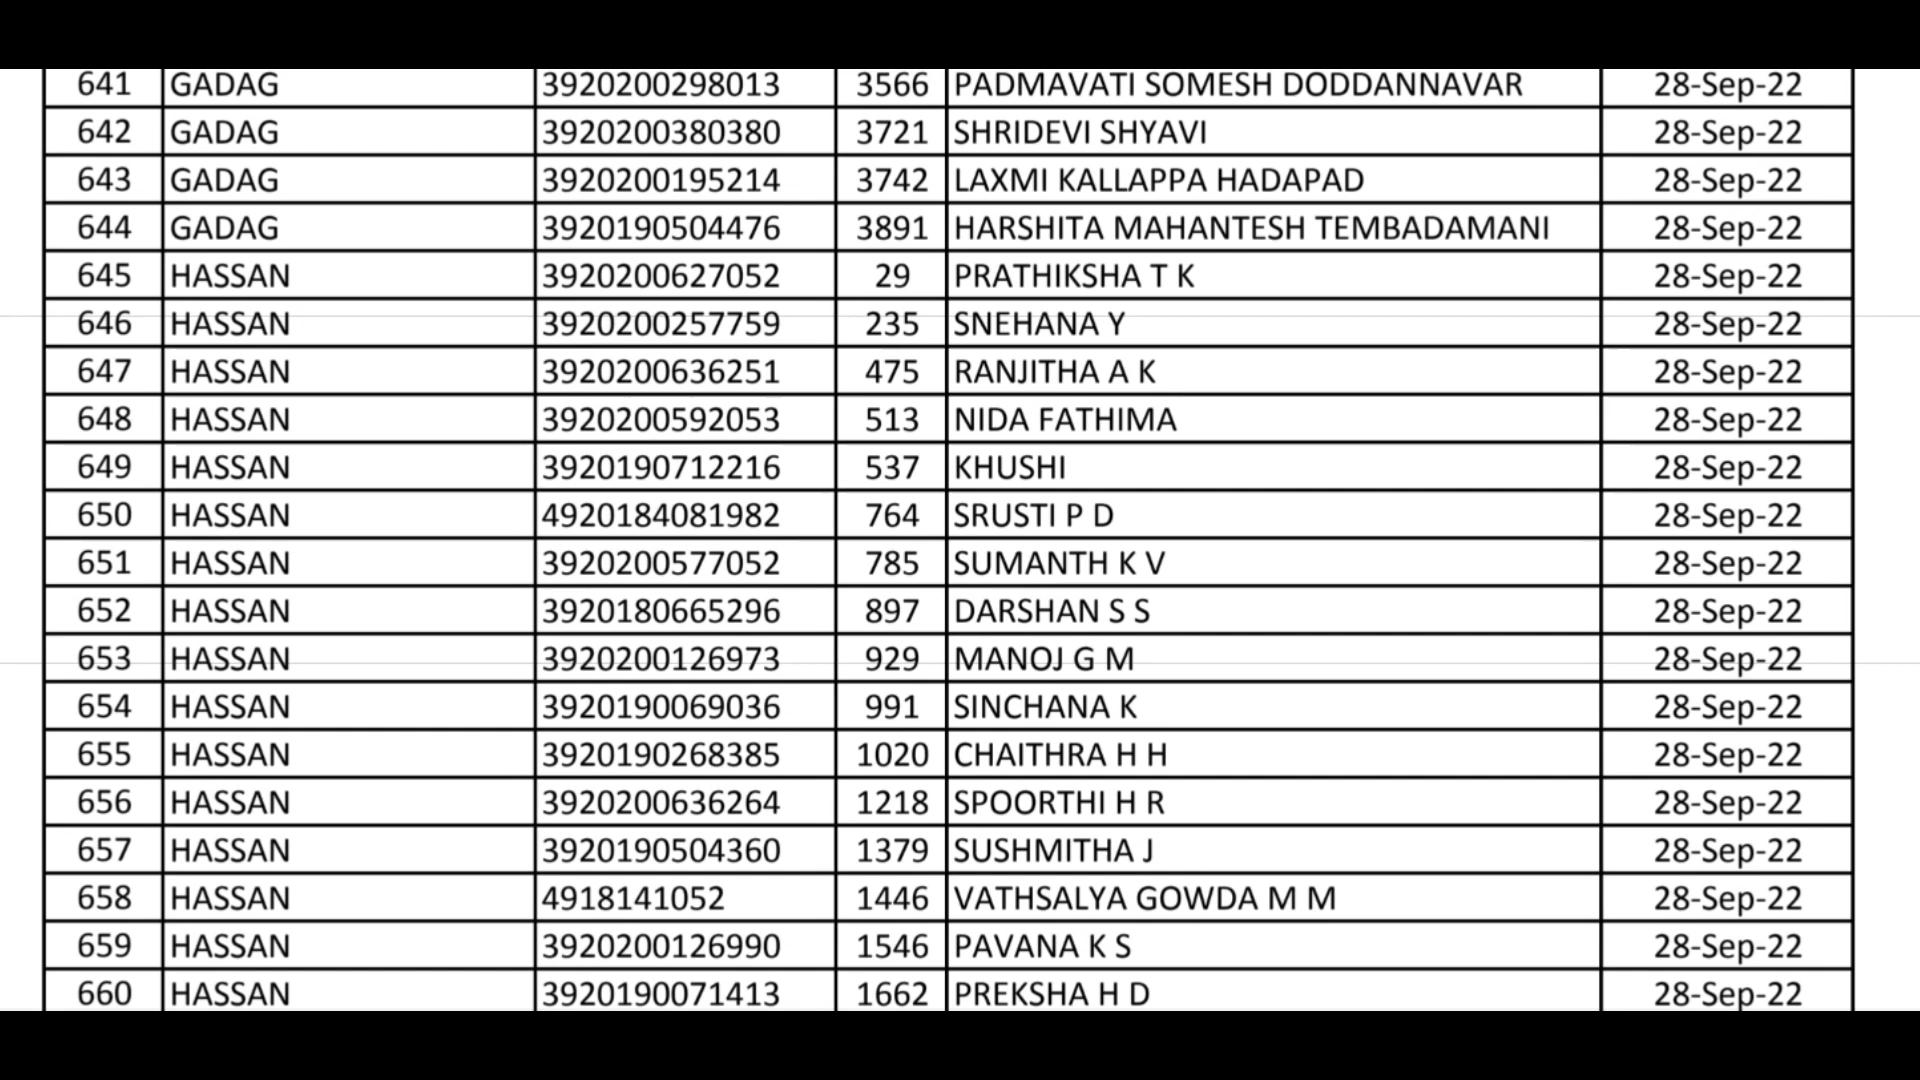 641 GADAG 3920200298013 3566 PADMAVATI SOMESH DODDANNAVAR 28-Sep-22
642 GADAG 3920200380380 3721 SHRIDEVI SHYAVI 28-Sep-22
643 GADAG 3920200195214 3742 LAXMI KALLAPPA HADAPAD 28-Sep-22
644 GADAG 3920190504476 3891 HARSHITA MAHANTESH TEMBADAMANI 28-Sep-22
645 HASSAN 3920200627052 29 PRATHIKSHA T K 28-Sep-22
646 HASSAN 3920200257759 235 SNEHANA Y 28-Sep-22
647 HASSAN 3920200636251 475 RANJITHA A K 28-Sep-22
648 HASSAN 3920200592053 513 NIDA FATHIMA 28-Sep-22
649 HASSAN 3920190712216 537 KHUSHI 28-Sep-22
650 HASSAN 4920184081982 764 SRUSTI P D 28-Sep-22
651 HASSAN 3920200577052 785 SUMANTH K V 28-Sep-22
652 HASSAN 3920180665296 897 DARSHAN S S 28-Sep-22
653 HASSAN 3920200126973 929 MANOJ G M 28-Sep-22
654 HASSAN 3920190069036 991 SINCHANA K 28-Sep-22
655 HASSAN 3920190268385 1020 CHAITHRA H H 28-Sep-22
656 HASSAN 3920200636264 1218 SPOORTHI H R 28-Sep-22
657 HASSAN 3920190504360 1379 SUSHMITHA J 28-Sep-22
658 HASSAN 4918141052 1446 VATHSALYA GOWDA M M 28-Sep-22
659 HASSAN 3920200126990 1546 PAVANA K S 28-Sep-22
660 HASSAN 3920190071413 1662 PREKSHA H D 28-Sep-22